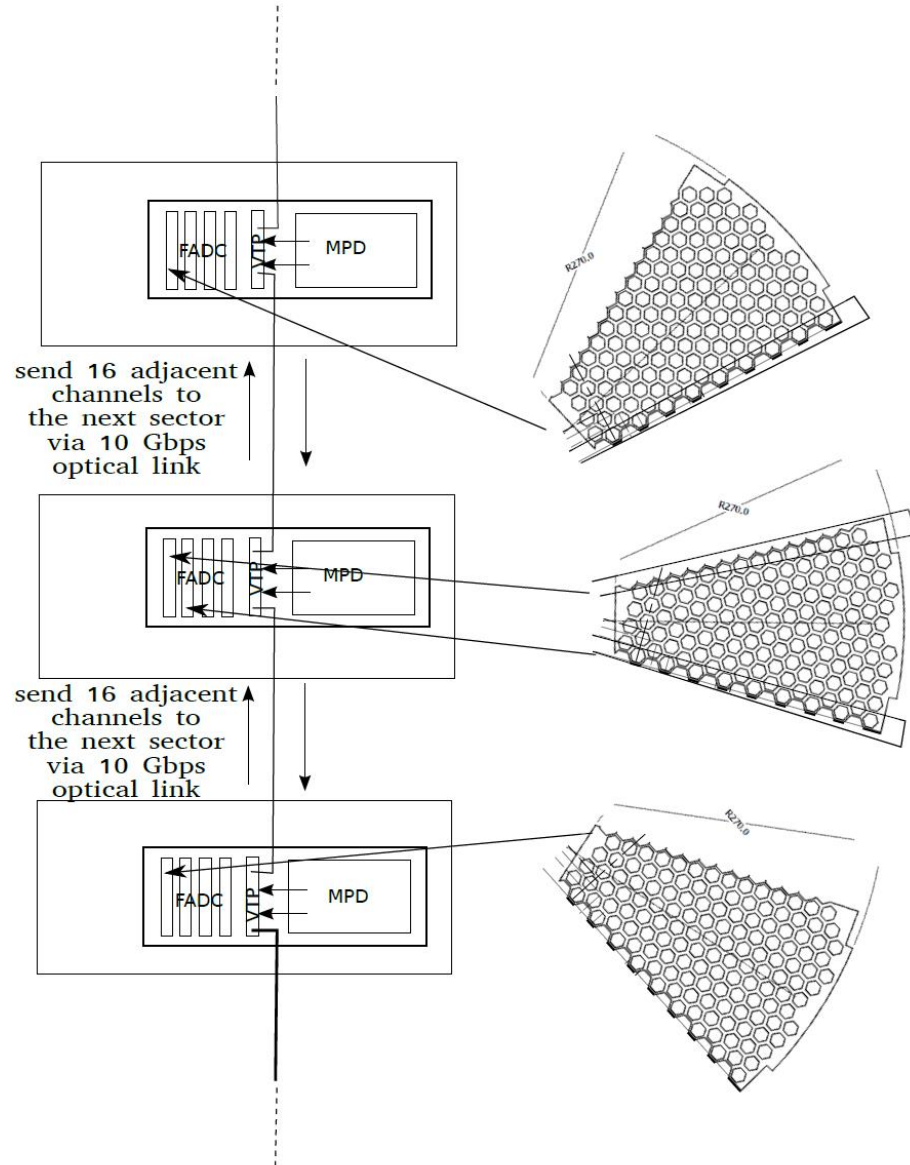 FADC
VTP
MPD
R270.0
send 16 adjacent
channels to
the next sector
via 10 Gbps
optical link
FADC
VTP
MPD
R270.0
send 16 adjacent
channels to
the next sector
via 10 Gbps
optical link
FADC
VTP
MPD
R270.0